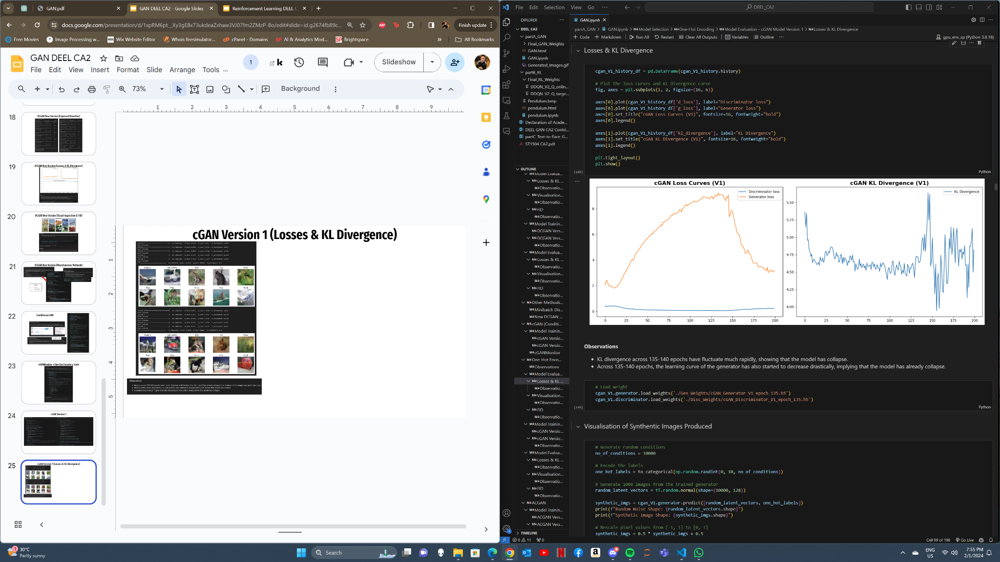 GAN.pdf
GAN DEEL CA2 - Google Slides
Reinforcement Learning DEEL C
docs.google.com/presentation/d/1xpRM6pt__Xy3gEBx73ukdeaZxhaw3VJ07fm2ZMzP-Bo/edit#slide=id.g2674fb89c...
Finish update
Free Movies
Image Processing w...
Wix Website Editor
Whois firesimulator...
cPanel - Domains
AI & Analytics Mod...
Brightspace
All Bookmarks
GAN DEEL CA2
File Edit View Insert Format Slide Arrange Tools ...
1
Slideshow
73%
Background
18
DCGAN New Version (Improved Baseline)
19
DCGAN New Version (Losses & KL Divergence)
20
DCGAN New Version (Visual Inspection & FID)
21
DCGAN New Version (Miscellaneous Methods)
22
Conditional GAN
23
cGANMonitor + One Hot Encode y_train
24
cGAN Version 1
25
cGAN Version 1 (Losses & KL Divergence)
1 2 3 4 5 6 7 8 9
1
2
3
4
5
cGAN Version 1 (Losses & KL Divergence)
Airplane Automobile Bird Cat Deer
Dog Frog Horse Ship Truck
Airplane Automobile Bird Cat Deer
Dog Frog Horse Ship Truck
Observations
File Edit Selection View Go ...
DEEL_CA2
EXPLORER
DEEL_CA2
partA_GAN
Final_GAN_Weights
GAN.html
GAN.ipynb
Generated_Images.gif
partB_RL
Final_RL_Weights
DDQN_V2_Q_onlin...
DDQN_V2_Q_targe...
Pendulum.bmp
pendulum.html
pendulum.ipynb
Declaration of Acade...
DEEL GAN CA2 Contri...
partC_Text-to-Face_G...
ST1504 CA2.pdf
OUTLINE
Model Evalua...
Losses & KL ...
Observatio...
Visualisation...
Observatio...
FID
Observatio...
Model Trainin...
DCGAN Vers...
DCGAN Vers...
Observatio...
Model Evalua...
Losses & KL ...
Observatio...
Visualisation...
Observatio...
FID
Observatio...
Other Methods...
Minibatch Dis...
New DCGAN ...
cGAN (Conditi...
Model Trainin...
cGAN Versio...
cGAN Versio...
cGANMonitor
One-Hot Enco...
Observations
Model Evalua...
Losses & KL ...
Observatio...
Visualisation...
Observatio...
FID
Observatio...
Model Trainin...
cGAN Versio...
cGAN Versio...
Observatio...
Model Evalua...
Losses & KL ...
Observatio...
Visualisation...
Observatio...
FID
Observatio...
ACGAN
Model Trainin...
ACGAN Vers...
ACGAN Vers...
TIMELINE
GAN.ipynb
partA_GAN > GAN.ipynb > Model Selection > One-Hot Encoding > Model Evaluation - cGAN Model Version 1 > Losses & KL Divergence
Code + Markdown Run All Restart Clear All Outputs Variables Outline ...
gpu_env_sp (Python 3.8.18)
Losses & KL Divergence
cgan_V1_history_df = pd.DataFrame(cgan_V1_history.history)
# Plot the loss curves and KL Divergence curve
fig, axes = plt.subplots(1, 2, figsize=(16, 6))
axes[0].plot(cgan_V1_history_df['d_loss'], label="Discriminator loss")
axes[0].plot(cgan_V1_history_df['g_loss'], label="Generator loss")
axes[0].set_title("cGAN Loss Curves (V1)", fontsize=16, fontweight="bold")
axes[0].legend()
axes[1].plot(cgan_V1_history_df['kl_divergence'], label="KL Divergence")
axes[1].set_title("cGAN KL Divergence (V1)", fontsize=16, fontweight="bold")
axes[1].legend()
plt.tight_layout()
plt.show()
[148]
Python
cGAN Loss Curves (V1)
Discriminator loss
Generator loss
8
6
4
2
0
0 25 50 75 100 125 150 175 200
cGAN KL Divergence (V1)
KL Divergence
5.50
5.25
5.00
4.75
4.50
4.25
4.00
0 25 50 75 100 125 150 175 200
Observations
KL divergence across 135-140 epochs have fluctuate much rapidly, showing that the model has collapse.
Across 135-140 epochs, the learning curve of the generator has also started to decrease drastically, implying that the model has already collapse.
# Load weight
cgan_V1.generator.load_weights('./Gen_Weights/cGAN_Generator_V1_epoch_135.h5')
cgan_V1.discriminator.load_weights('./Disc_Weights/cGAN_Discriminator_V1_epoch_135.h5')
[149]
Python
Visualisation of Synthentic Images Produced
# Generate random conditions
no_of_conditions = 10000
# Encode the labels
one_hot_labels = to_categorical(np.random.randint(0, 10, no_of_conditions))
# Generate 1000 images from the trained generator
random_latent_vectors = tf.random.normal(shape=(10000, 128))
synthetic_imgs = cgan_V1.generator.predict([random_latent_vectors, one_hot_labels])
print(f"Random Noise Shape: {random_latent_vectors.shape}")
print(f"Synthetic Image Shape: {synthetic_imgs.shape}")
# Rescale pixel values from [-1, 1] to [0, 1]
synthetic_imgs = 0.5 * synthetic_imgs + 0.5
0 11 0
Cell 99 of 198
Go Live
30°C
Partly sunny
Search
ENG
US
7:55 PM
2/1/2024